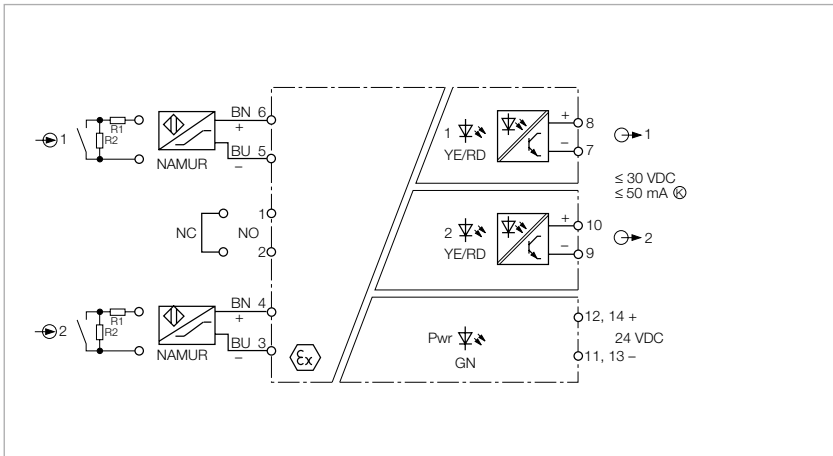 1
R1
R2
NAMUR
BN 6
+
BU 5
–
1
NC
NO
2
2
R1
R2
NAMUR
BN 4
+
BU 3
–
εx
1
YE/RD
+
8
–
7
1
≤ 30 VDC
≤ 50 mA Ⓚ
2
YE/RD
+
10
–
9
2
Pwr
GN
12, 14 +
24 VDC
11, 13 –